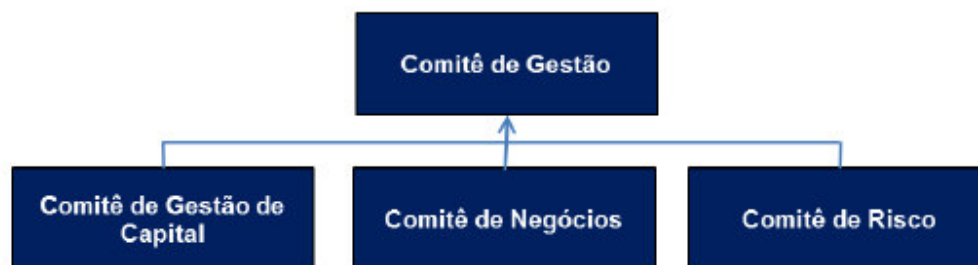 Comitê de Gestão
Comitê de Gestão de
Capital
Comitê de Negócios
Comitê de Risco